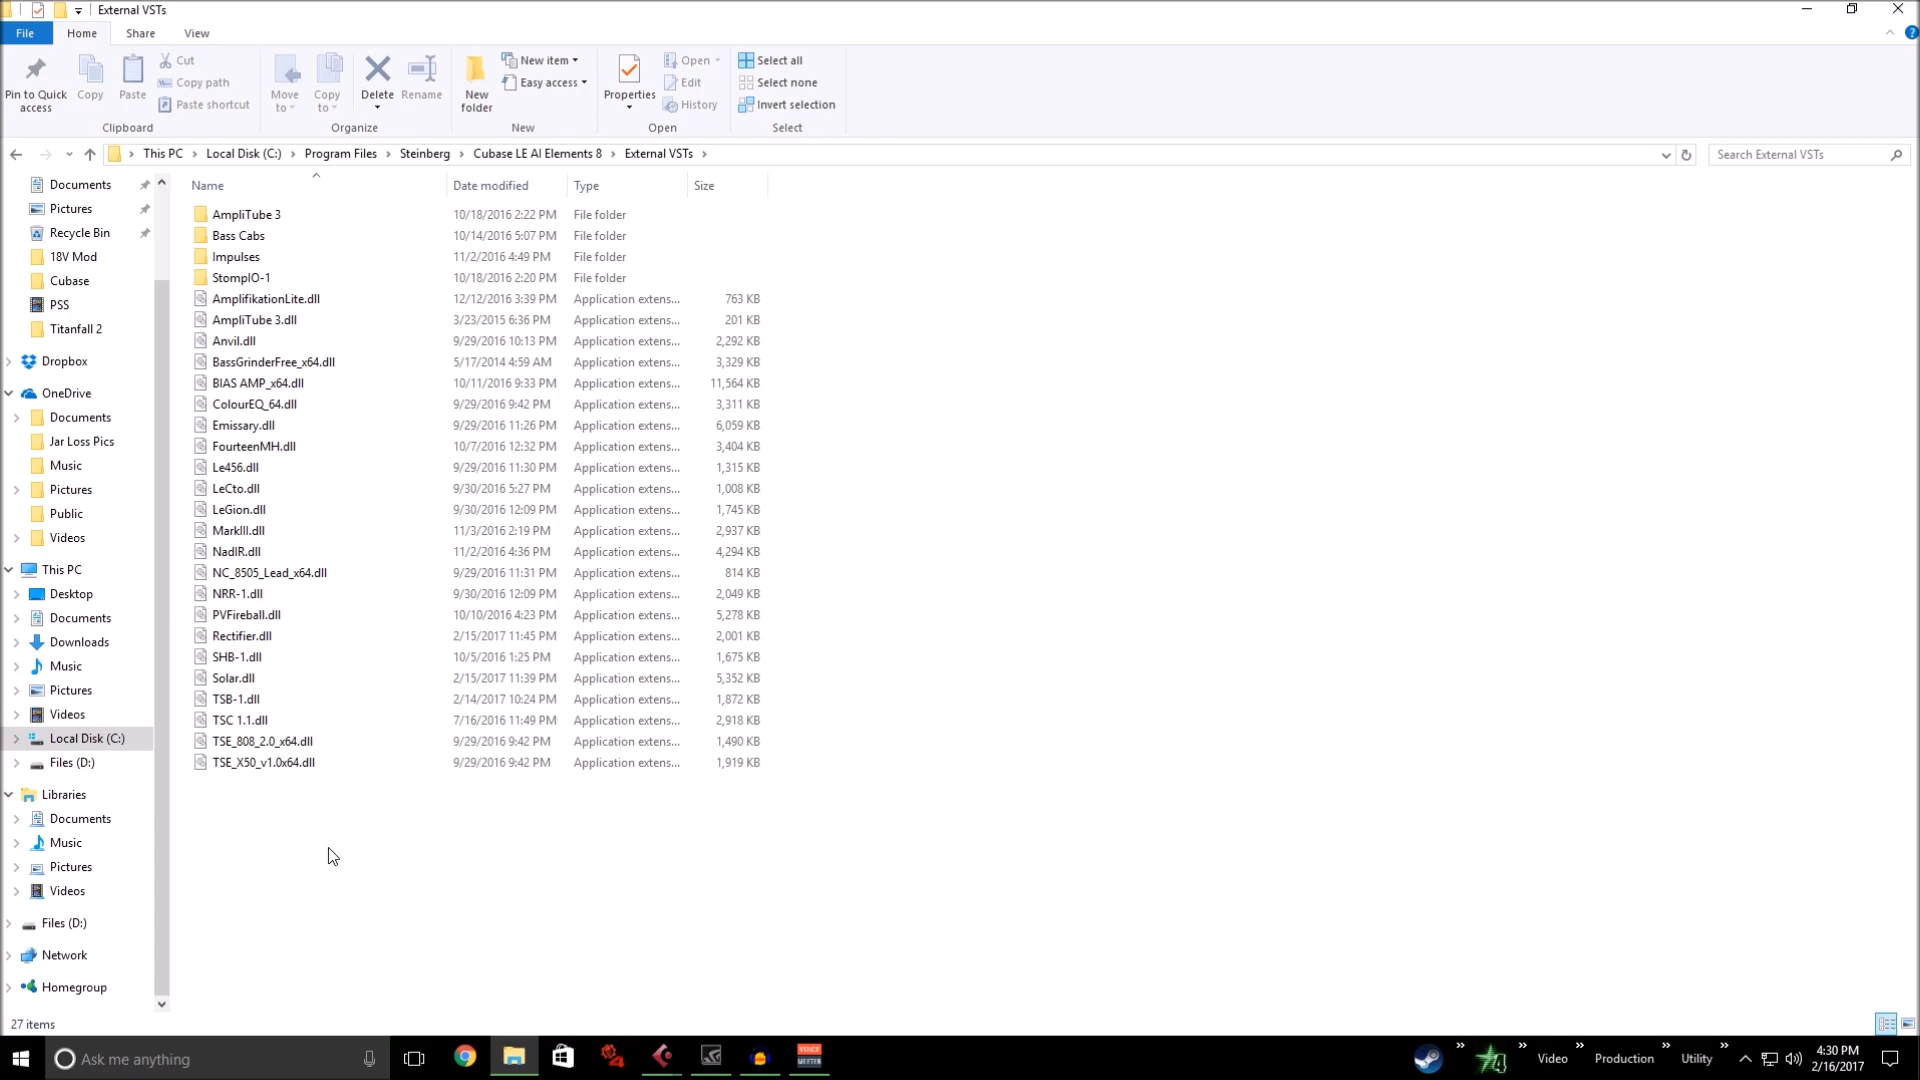 External VSTs
File Home Share View
Pin to Quick access
Copy
Paste
Cut
Copy path
Paste shortcut
Clipboard
Move to
Copy to
Delete
Rename
Organize
New folder
New item
Easy access
New
Properties
Open
Edit
History
Open
Select all
Select none
Invert selection
Select
This PC > Local Disk (C:) > Program Files > Steinberg > Cubase LE AI Elements 8 > External VSTs >
Search External VSTs
Documents
Pictures
Recycle Bin
18V Mod
Cubase
PSS
Titanfall 2
Dropbox
OneDrive
Documents
Jar Loss Pics
Music
Pictures
Public
Videos
This PC
Desktop
Documents
Downloads
Music
Pictures
Videos
Local Disk (C:)
Files (D:)
Libraries
Documents
Music
Pictures
Videos
Files (D:)
Network
Homegroup
Name Date modified Type Size
AmpliTube 3 10/18/2016 2:22 PM File folder
Bass Cabs 10/14/2016 5:07 PM File folder
Impulses 11/2/2016 4:49 PM File folder
StompIO-1 10/18/2016 2:20 PM File folder
AmplifikationLite.dll 12/12/2016 3:39 PM Application extens... 763 KB
AmpliTube 3.dll 3/23/2015 6:36 PM Application extens... 201 KB
Anvil.dll 9/29/2016 10:13 PM Application extens... 2,292 KB
BassGrinderFree_x64.dll 5/17/2014 4:59 AM Application extens... 3,329 KB
BIAS AMP_x64.dll 10/11/2016 9:33 PM Application extens... 11,564 KB
ColourEQ_64.dll 9/29/2016 9:42 PM Application extens... 3,311 KB
Emissary.dll 9/29/2016 11:26 PM Application extens... 6,059 KB
FourteenMH.dll 10/7/2016 12:32 PM Application extens... 3,404 KB
Le456.dll 9/29/2016 11:30 PM Application extens... 1,315 KB
LeCto.dll 9/30/2016 5:27 PM Application extens... 1,008 KB
LeGion.dll 9/30/2016 12:09 PM Application extens... 1,745 KB
MarkIII.dll 11/3/2016 2:19 PM Application extens... 2,937 KB
NadIR.dll 11/2/2016 4:36 PM Application extens... 4,294 KB
NC_8505_Lead_x64.dll 9/29/2016 11:31 PM Application extens... 814 KB
NRR-1.dll 9/30/2016 12:09 PM Application extens... 2,049 KB
PVFireball.dll 10/10/2016 4:23 PM Application extens... 5,278 KB
Rectifier.dll 2/15/2017 11:45 PM Application extens... 2,001 KB
SHB-1.dll 10/5/2016 1:25 PM Application extens... 1,675 KB
Solar.dll 2/15/2017 11:39 PM Application extens... 5,352 KB
TSB-1.dll 2/14/2017 10:24 PM Application extens... 1,872 KB
TSC 1.1.dll 7/16/2016 11:49 PM Application extens... 2,918 KB
TSE_808_2.0_x64.dll 9/29/2016 9:42 PM Application extens... 1,490 KB
TSE_X50_v1.0x64.dll 9/29/2016 9:42 PM Application extens... 1,919 KB
27 items
Ask me anything
VOICE MEETER
Video
Production
Utility
4:30 PM
2/16/2017